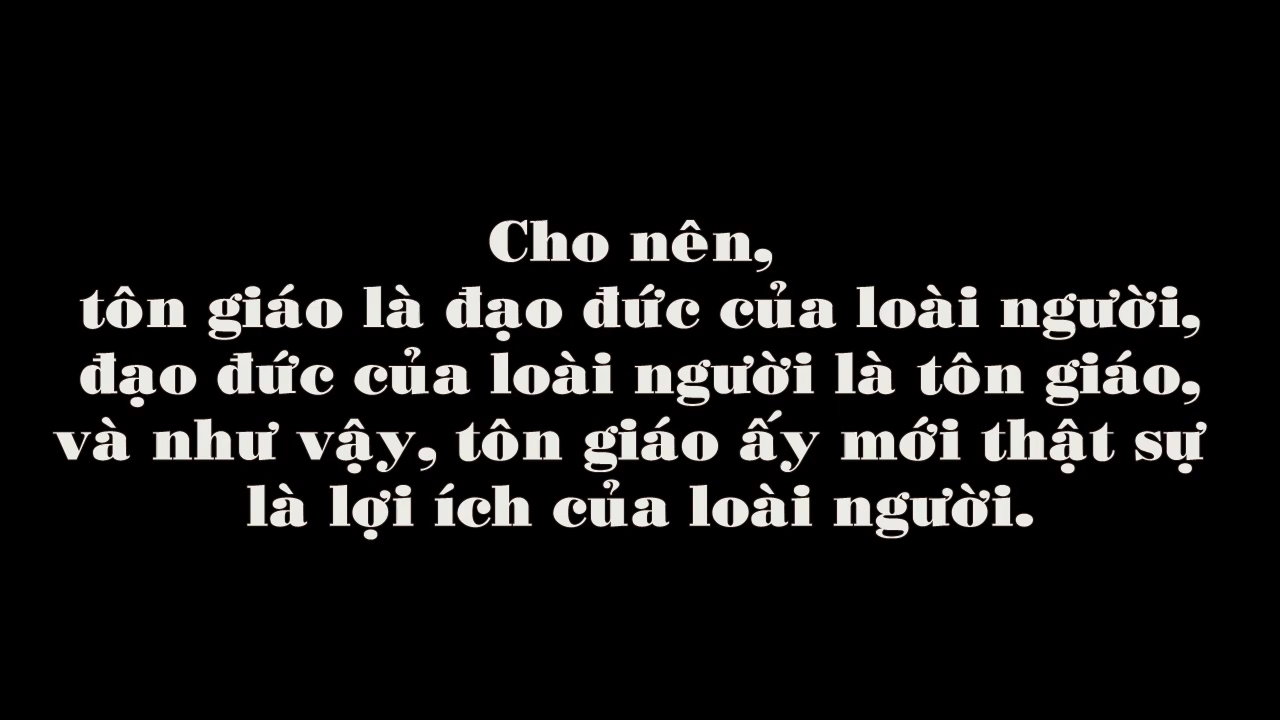 Cho nên,
tôn giáo là đạo đức của loài người,
đạo đức của loài người là tôn giáo,
và như vậy, tôn giáo ấy mới thật sự
là lợi ích của loài người.